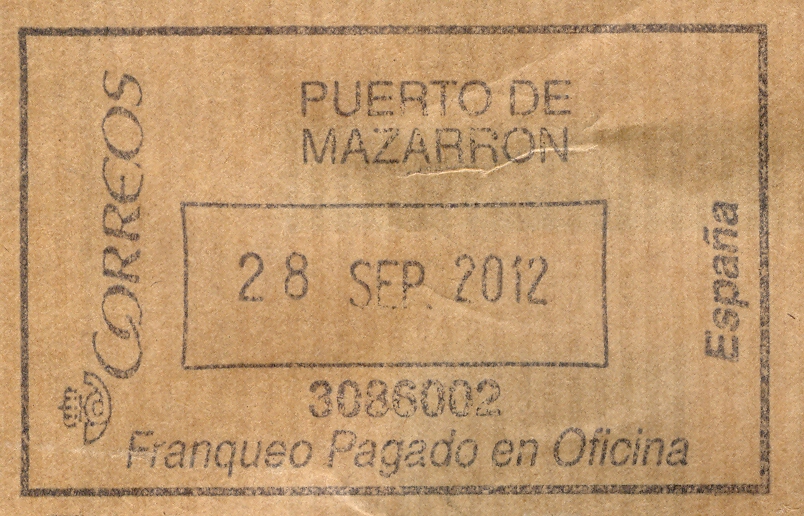 CORREOS
PUERTO DE
MAZARRON
28 SEP. 2012
3086002
Franqueo Pagado en Oficina
España